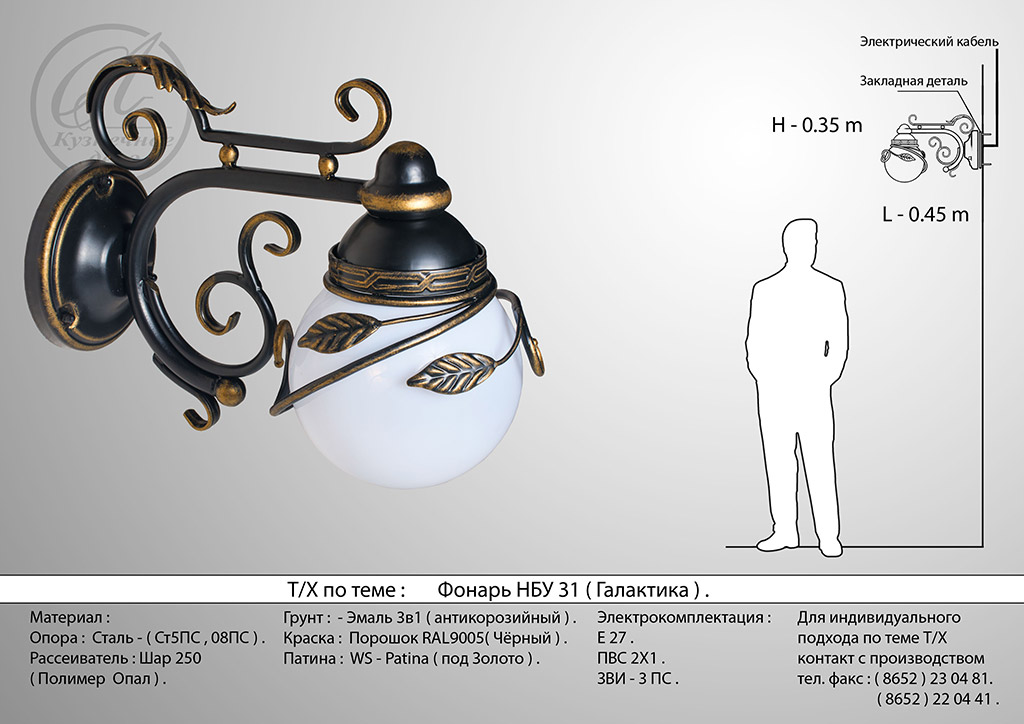 Кузнечное
Электрический кабель
Закладная деталь
H - 0.35 m
L - 0.45 m
Т/Х по теме : Фонарь НБУ 31 ( Галактика ) .
Материал :
Опора : Сталь - ( Ст5ПС , 08ПС ) .
Рассеиватель : Шар 250
( Полимер Опал ) .
Грунт : - Эмаль 3в1 ( антикорозийный ) .
Краска : Порошок RAL9005( Чёрный ) .
Патина : WS - Patina ( под Золото ) .
Электрокомплектация :
Е 27 .
ПВС 2Х1 .
ЗВИ - 3 ПС .
Для индивидуального
подхода по теме Т/Х
контакт с производством
тел. факс : ( 8652 ) 23 04 81.
( 8652 ) 22 04 41 .